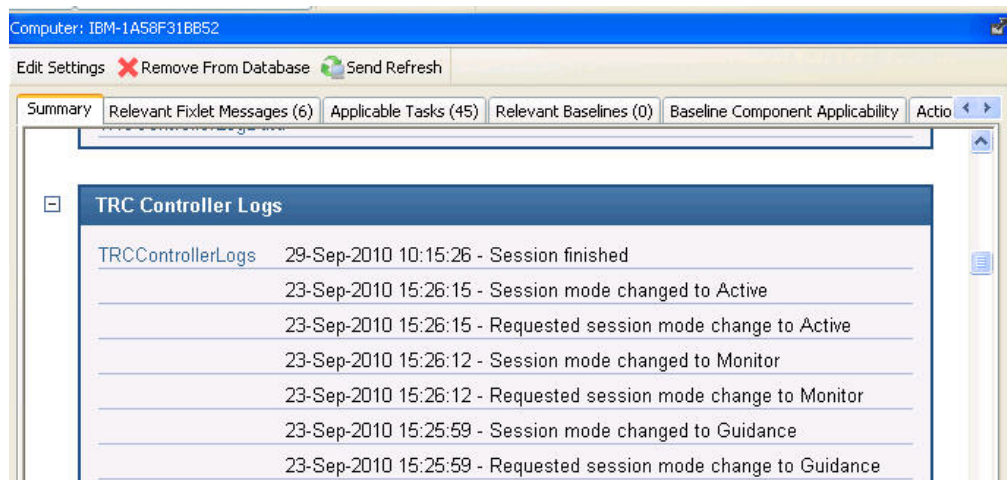 Computer: IBM-1A58F31BB52
Edit Settings Remove From Database Send Refresh
Summary Relevant Fixlet Messages (6) Applicable Tasks (45) Relevant Baselines (0) Baseline Component Applicability Actio
TRC Controller Logs
TRCControllerLogs 29-Sep-2010 10:15:26 - Session finished
23-Sep-2010 15:26:15 - Session mode changed to Active
23-Sep-2010 15:26:15 - Requested session mode change to Active
23-Sep-2010 15:26:12 - Session mode changed to Monitor
23-Sep-2010 15:26:12 - Requested session mode change to Monitor
23-Sep-2010 15:25:59 - Session mode changed to Guidance
23-Sep-2010 15:25:59 - Requested session mode change to Guidance